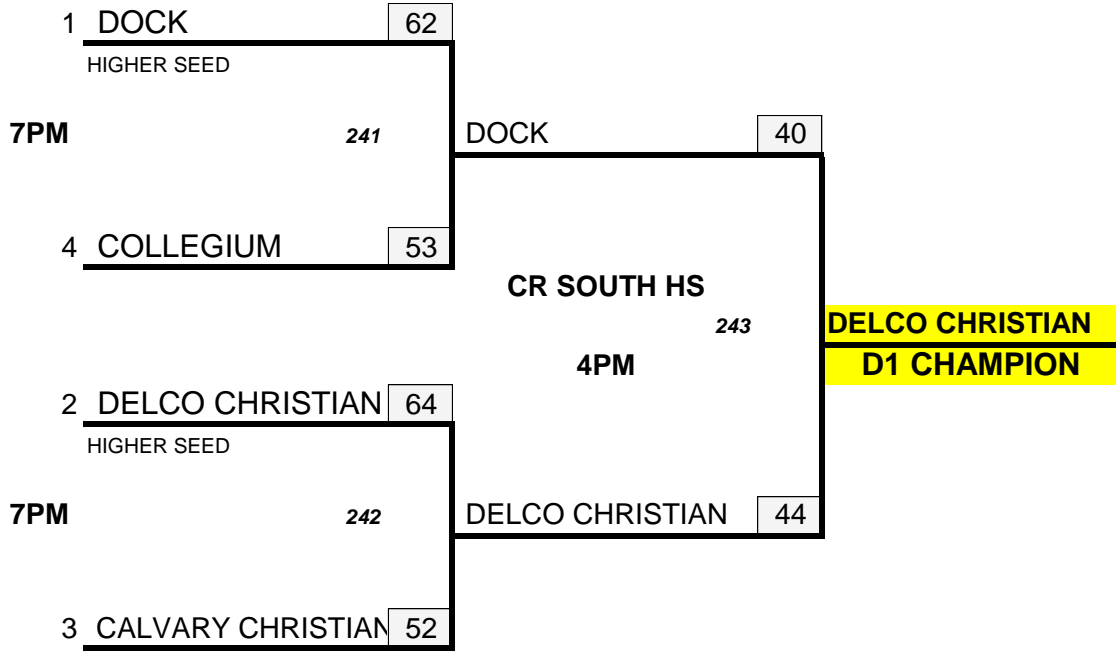 1 DOCK 62
HIGHER SEED
7PM 241 DOCK 40
4 COLLEGIUM 53
CR SOUTH HS
243 DELCO CHRISTIAN
4PM D1 CHAMPION
2 DELCO CHRISTIAN 64
HIGHER SEED
7PM 242 DELCO CHRISTIAN 44
3 CALVARY CHRISTIAN 52